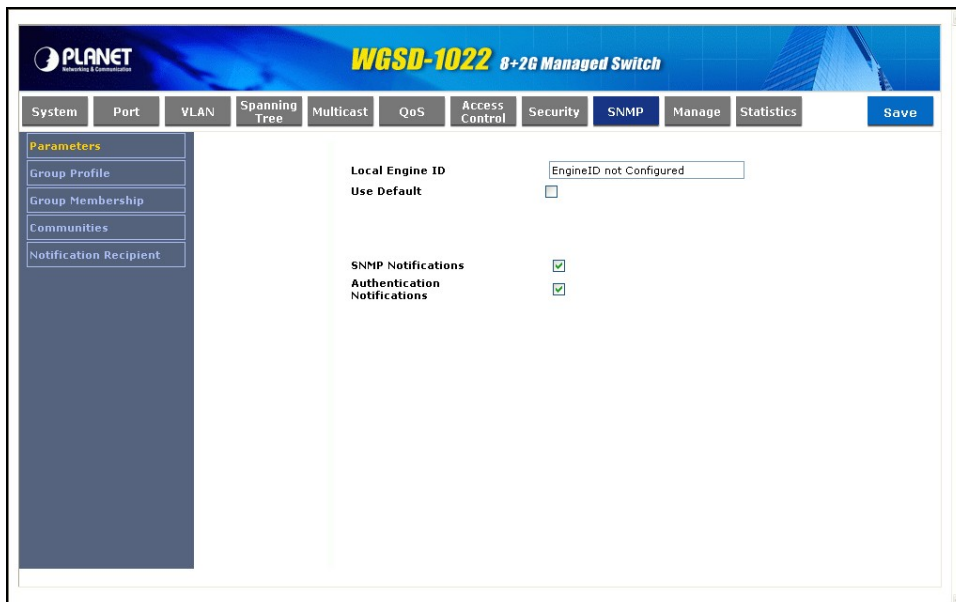 PLANET
Networking & Communication
WGSD-1022 8+2G Managed Switch
System Port VLAN Spanning Tree Multicast QoS Access Control Security SNMP Manage Statistics Save
Parameters
Group Profile
Group Membership
Communities
Notification Recipient
Local Engine ID EngineID not Configured
Use Default
SNMP Notifications
Authentication
Notifications